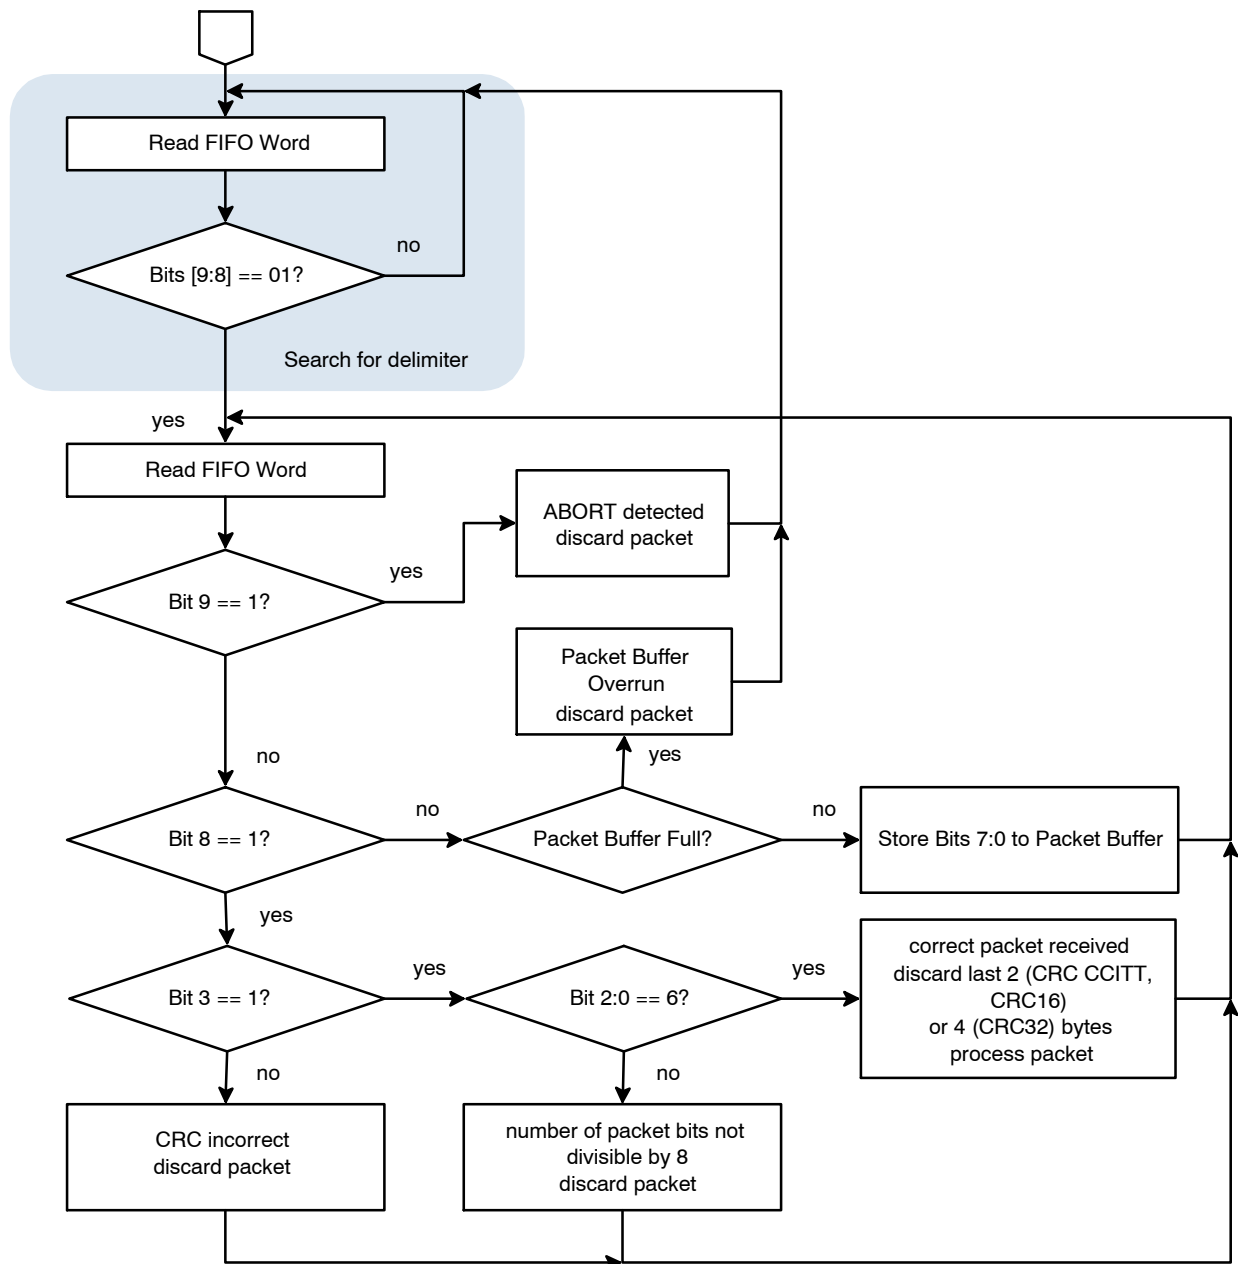 Read FIFO Word
no
Bits [9:8] == 01?
Search for delimiter
yes
Read FIFO Word
ABORT detected
discard packet
yes
Bit 9 == 1?
Packet Buffer
Overrun
discard packet
no
yes
no
no
Bit 8 == 1?
Packet Buffer Full?
Store Bits 7:0 to Packet Buffer
yes
correct packet received
discard last 2 (CRC CCITT,
CRC16)
or 4 (CRC32) bytes
process packet
yes
yes
Bit 3 == 1?
Bit 2:0 == 6?
no
no
CRC incorrect
discard packet
number of packet bits not
divisible by 8
discard packet